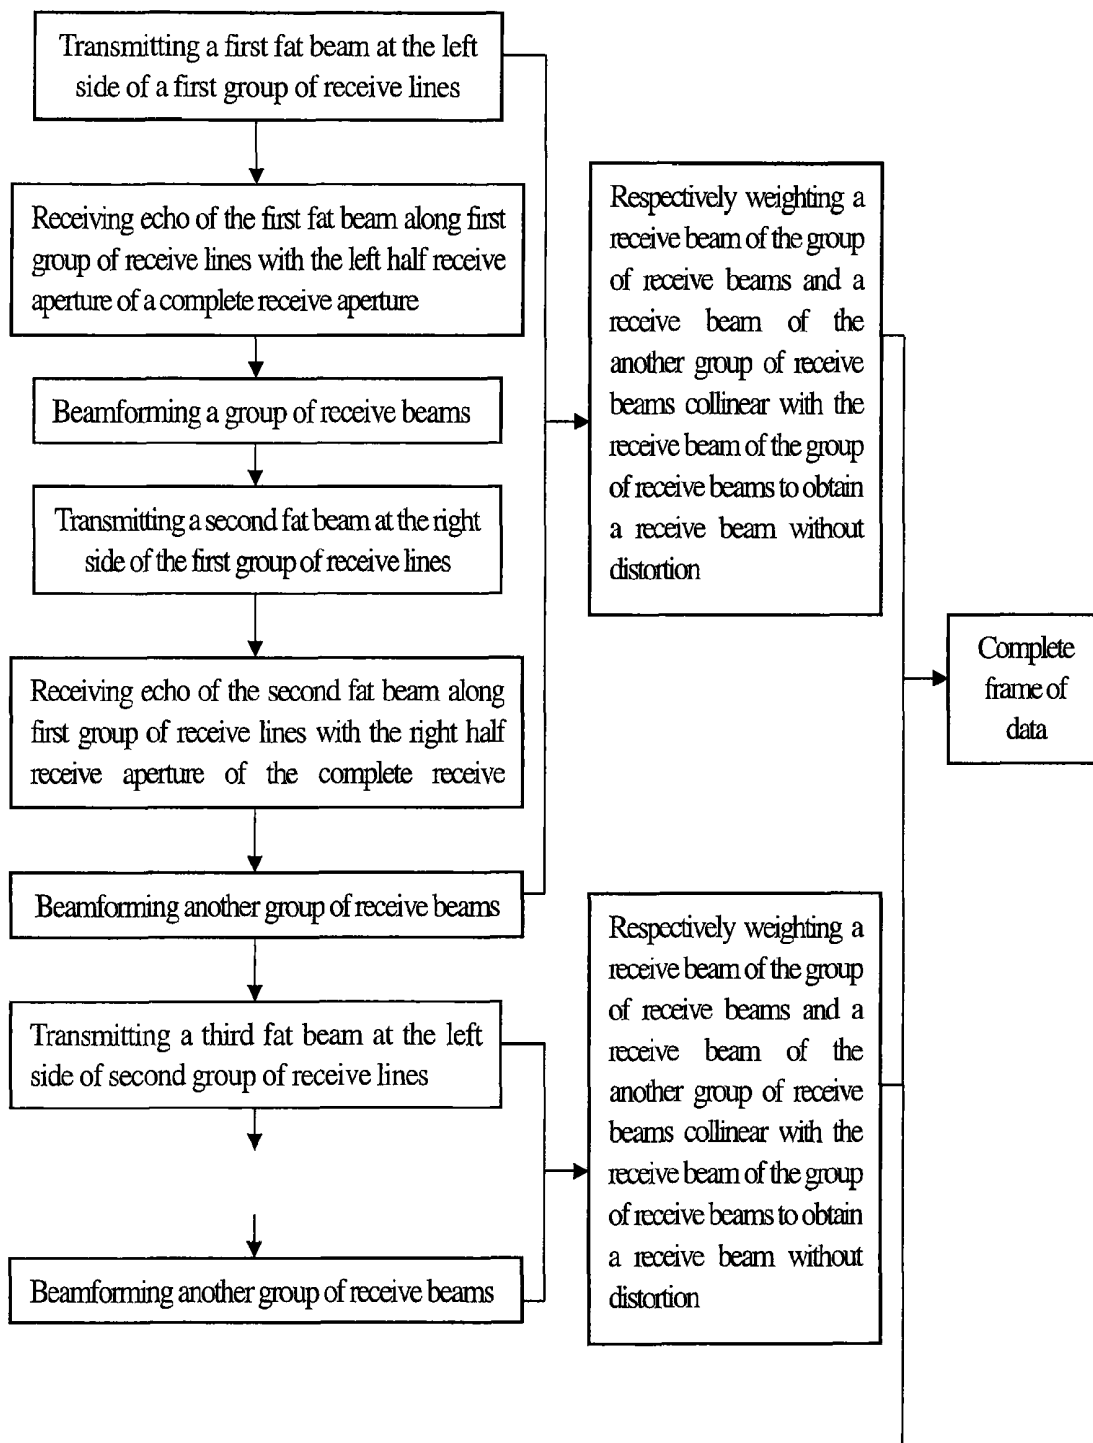 Transmitting a first fat beam at the left
side of a first group of receive lines
Receiving echo of the first fat beam along first
group of receive lines with the left half receive
aperture of a complete receive aperture
Beamforming a group of receive beams
Transmitting a second fat beam at the right
side of the first group of receive lines
Receiving echo of the second fat beam along
first group of receive lines with the right half
receive aperture of the complete receive
Beamforming another group of receive beams
Transmitting a third fat beam at the left
side of second group of receive lines
Beamforming another group of receive beams
Respectively weighting a
receive beam of the group
of receive beams and a
receive beam of the
another group of receive
beams collinear with the
receive beam of the group
of receive beams to obtain
a receive beam without
distortion
Respectively weighting a
receive beam of the group
of receive beams and a
receive beam of the
another group of receive
beams collinear with the
receive beam of the group
of receive beams to obtain
a receive beam without
distortion
Complete
frame of
data